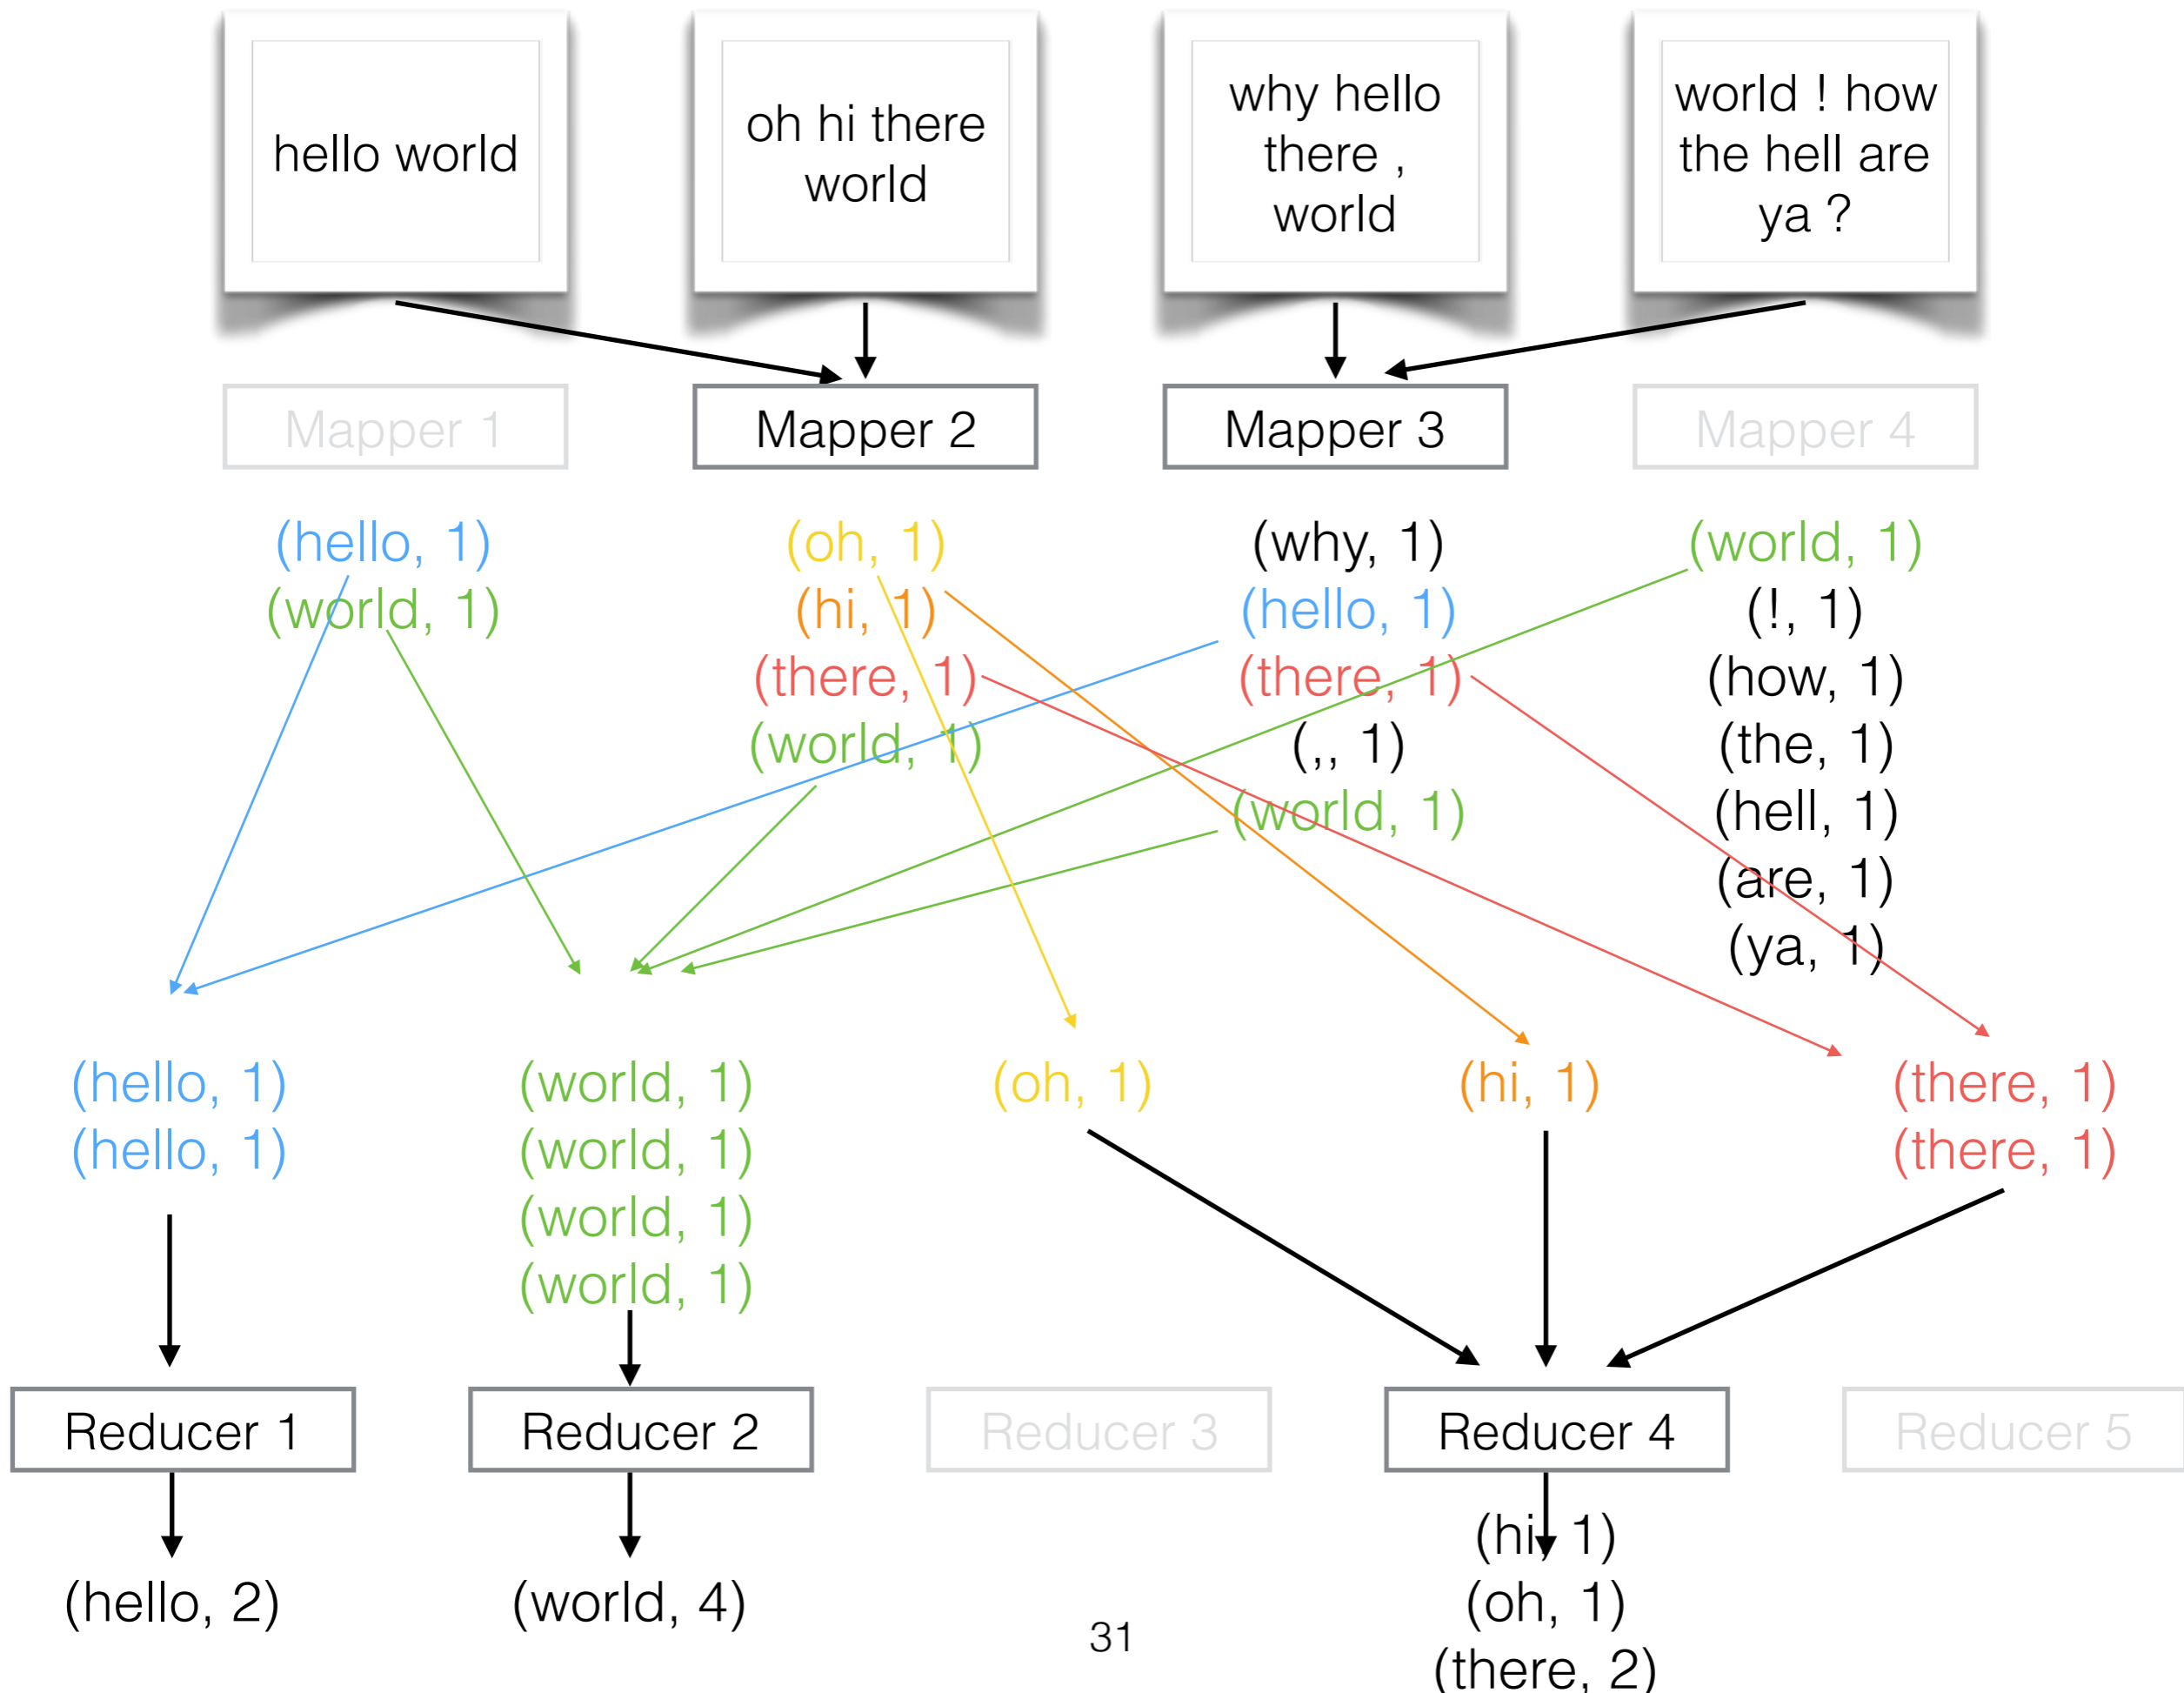 hello world
oh hi there
world
why hello
there ,
world
world ! how
the hell are
ya ?
Mapper 1
Mapper 2
Mapper 3
Mapper 4
(hello, 1)
(world, 1)
(oh, 1)
(hi, 1)
(there, 1)
(world, 1)
(why, 1)
(hello, 1)
(there, 1)
(,, 1)
(world, 1)
(world, 1)
(!, 1)
(how, 1)
(the, 1)
(hell, 1)
(are, 1)
(ya, 1)
(hello, 1)
(hello, 1)
(world, 1)
(world, 1)
(world, 1)
(world, 1)
(oh, 1)
(hi, 1)
(there, 1)
(there, 1)
Reducer 1
Reducer 2
Reducer 3
Reducer 4
Reducer 5
(hello, 2)
(world, 4)
(hi, 1)
(oh, 1)
(there, 2)
31